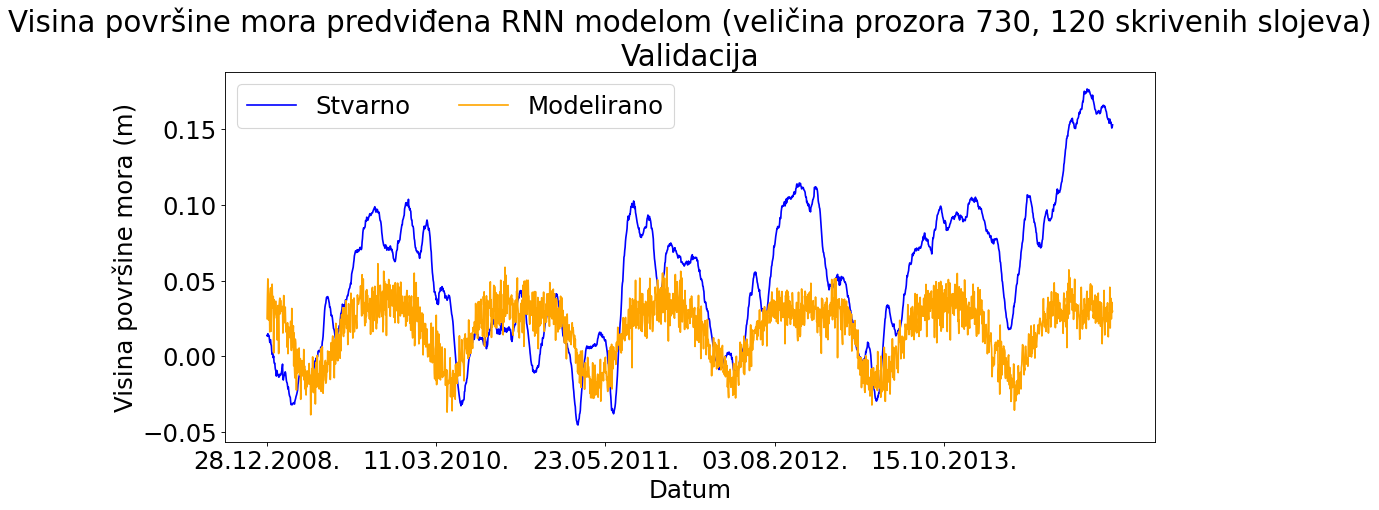 Visina površine mora predviđena RNN modelom (veličina prozora 730, 120 skrivenih slojeva)
Validacija
Stvarno Modelirano
Visina površine mora (m)
0.15
0.10
0.05
0.00
−0.05
28.12.2008. 11.03.2010. 23.05.2011. 03.08.2012. 15.10.2013.
Datum